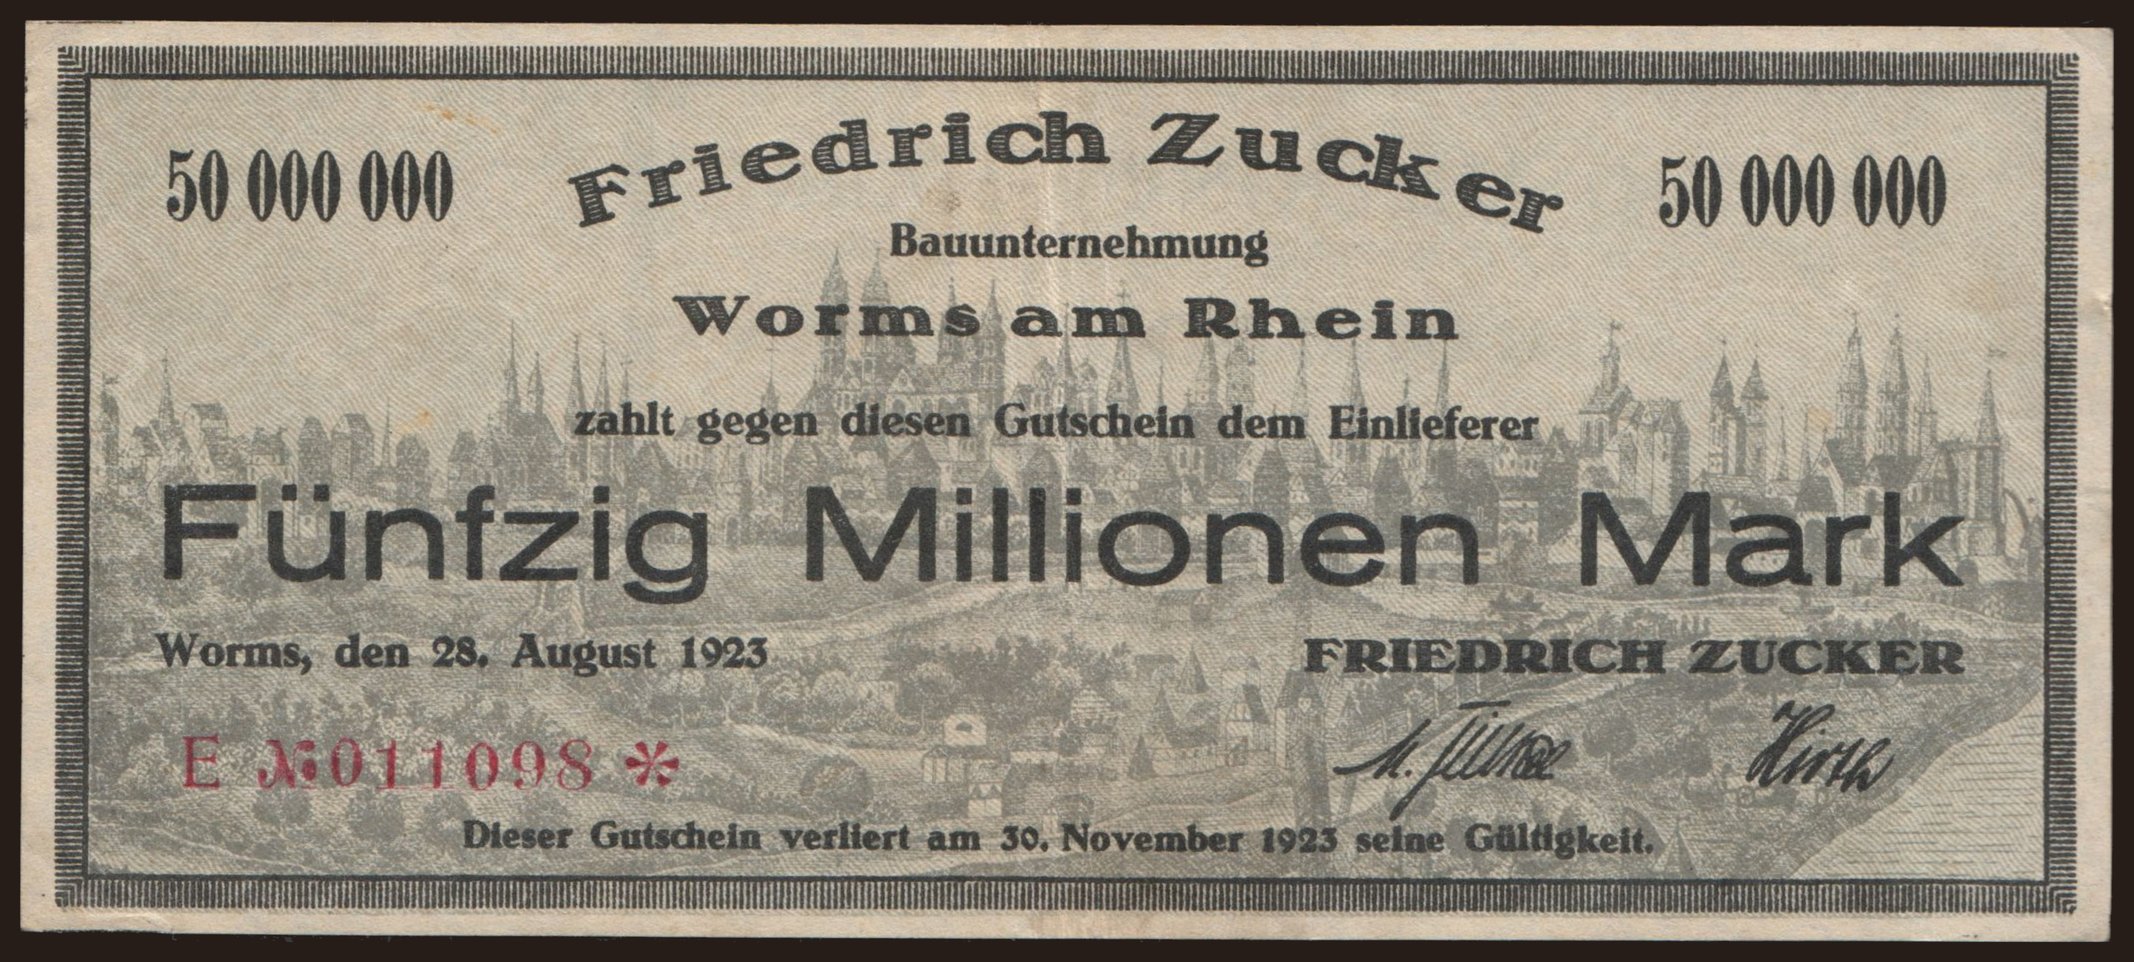 Friedrich Zucker
50 000 000
50 000 000
Bauunternehmung
Worms am Rhein
zahlt gegen diesen Gutschein dem Einlieferer
Fünfzig Millionen Mark
Worms, den 28. August 1923
FRIEDRICH ZUCKER
E № 011098 *
Hirth
Dieser Gutschein verliert am 30. November 1923 seine Gültigkeit.